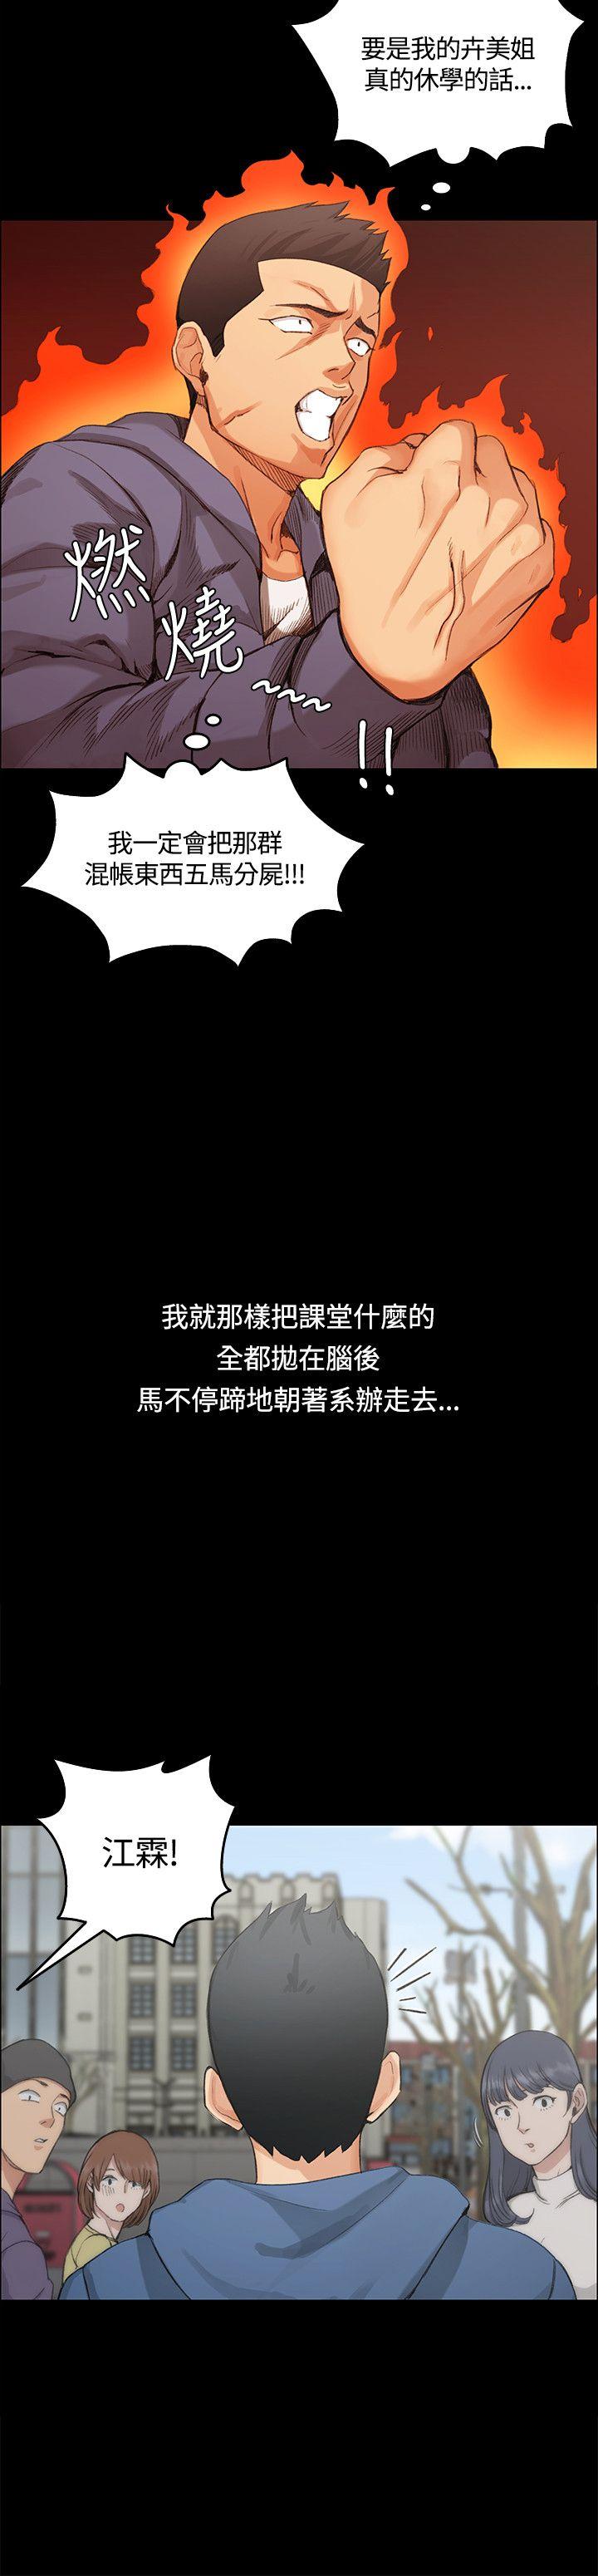 要是我的卉美姐
真的休學的話...
燃
燒
~~~~
!!
我一定會把那群
混帳東西五馬分屍!!!
我就那樣把課堂什麼的
全都拋在腦後
馬不停蹄地朝著系辦走去...
江霖!